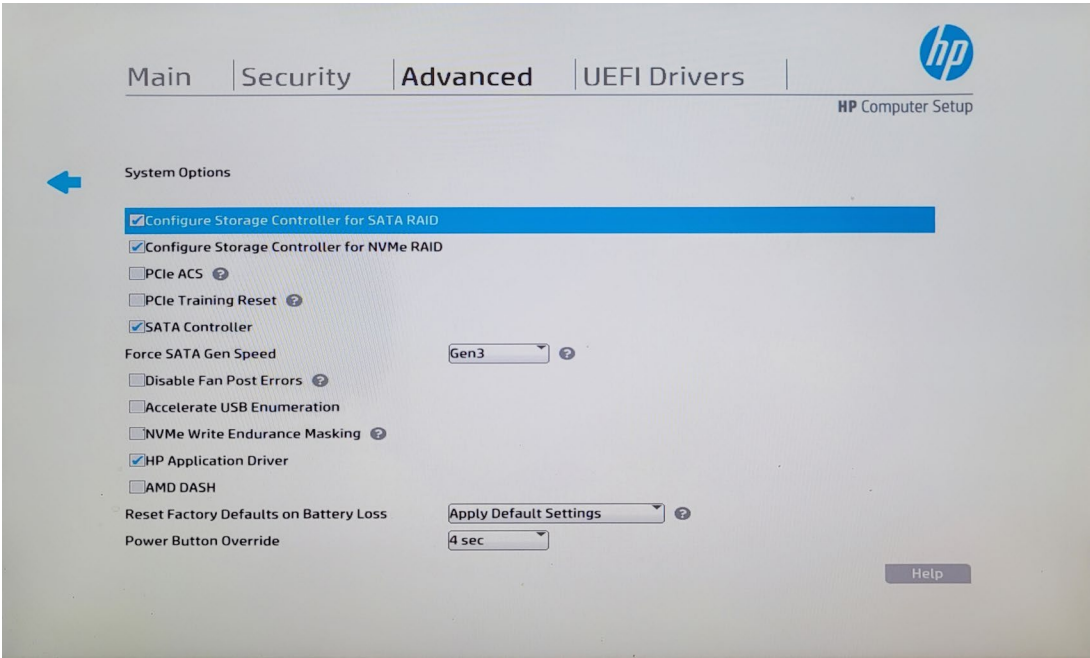 hp
Main Security Advanced UEFI Drivers
HP Computer Setup
System Options
Configure Storage Controller for SATA RAID
Configure Storage Controller for NVMe RAID
PCIe ACS ?
PCIe Training Reset ?
SATA Controller
Force SATA Gen Speed Gen3 ?
Disable Fan Post Errors ?
Accelerate USB Enumeration
NVMe Write Endurance Masking ?
HP Application Driver
AMD DASH
Reset Factory Defaults on Battery Loss Apply Default Settings ?
Power Button Override 4 sec
Help